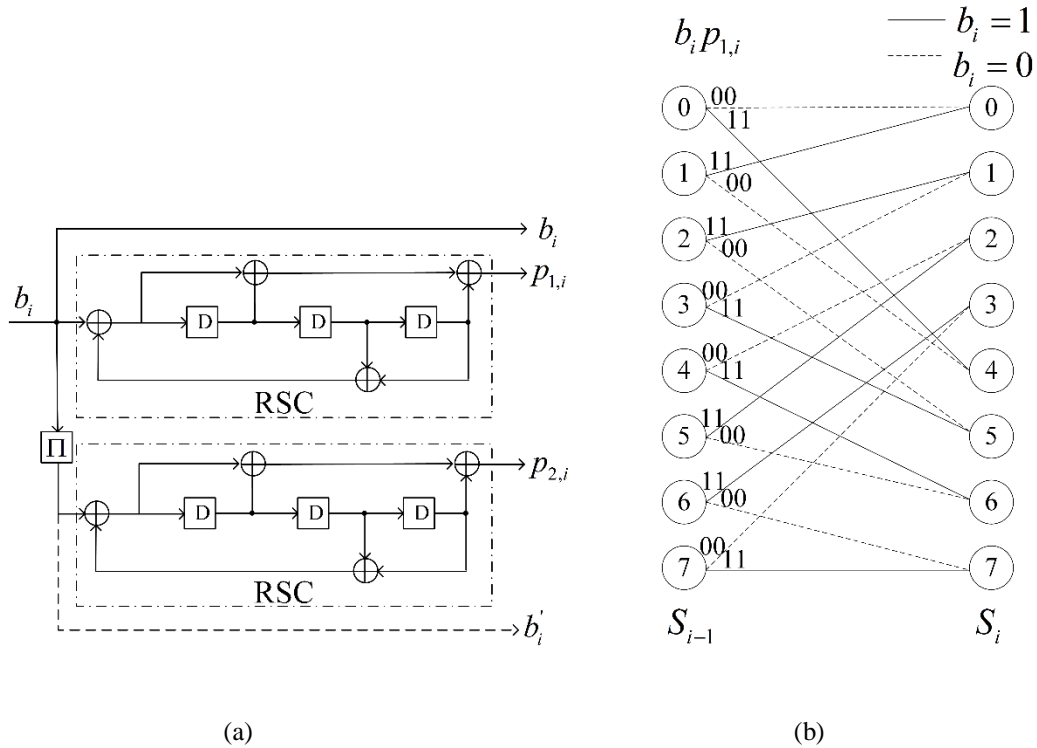 b_i
p_{1,i}
b_i
D
D
D
RSC
Π
p_{2,i}
D
D
D
RSC
b_i'
(a)
b_i p_{1,i}
b_i = 1
b_i = 0
0 00 11 0
1 11 00 1
2 11 00 2
3 00 11 3
4 00 11 4
5 11 00 5
6 11 00 6
7 00 11 7
S_{i-1} S_i
(b)